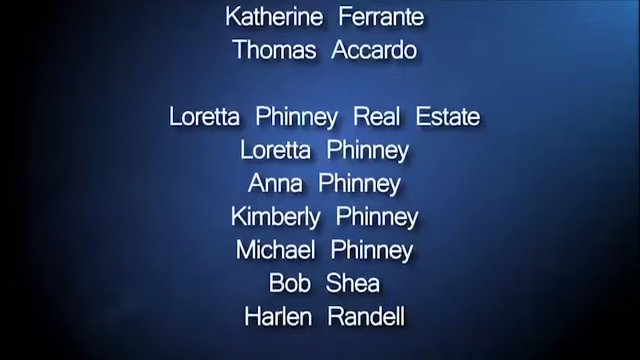 Katherine Ferrante
Thomas Accardo
Loretta Phinney Real Estate
Loretta Phinney
Anna Phinney
Kimberly Phinney
Michael Phinney
Bob Shea
Harlen Randell